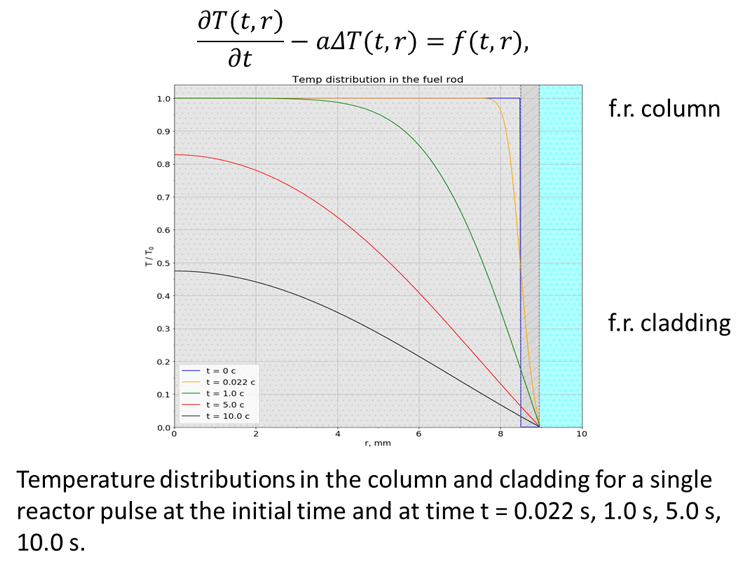 ∂T(t,r)/∂t − aΔT(t,r) = f(t,r),
Temp distribution in the fuel rod
f.r. column
f.r. cladding
1.0
0.9
0.8
0.7
0.6
0.5
0.4
0.3
0.2
0.1
0.0
T / T₀
t = 0 c
t = 0.022 c
t = 1.0 c
t = 5.0 c
t = 10.0 c
0 2 4 6 8 10
r, mm
Temperature distributions in the column and cladding for a single
reactor pulse at the initial time and at time t = 0.022 s, 1.0 s, 5.0 s,
10.0 s.